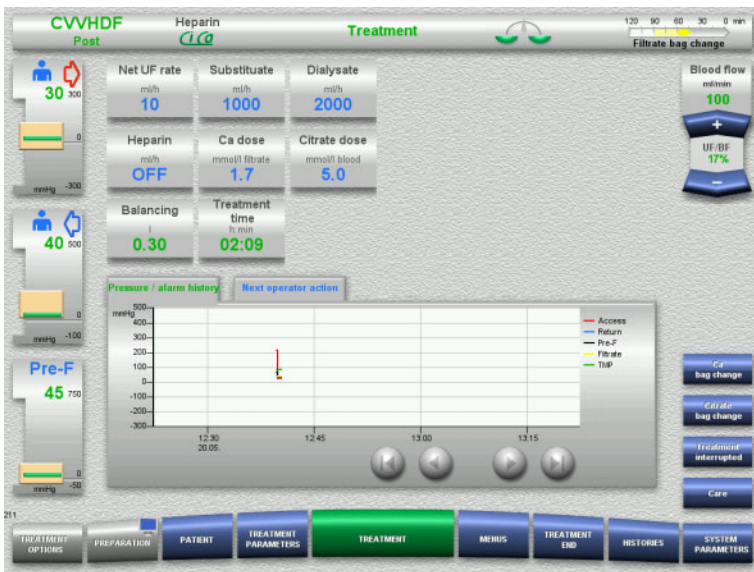 CVVHDF
Post
Heparin
CiCa
Treatment
120 90 60 30 0 min
Filtrate bag change
30 300
0
mmHg -300
40 500
0
mmHg -100
Pre-F
45 750
0
mmHg -50
Net UF rate
ml/h
10
Substituate
ml/h
1000
Dialysate
ml/h
2000
Heparin
ml/h
OFF
Ca dose
mmol/l filtrate
1.7
Citrate dose
mmol/l blood
5.0
Balancing
l
0.30
Treatment
time
h:min
02:09
Blood flow
ml/min
100
+
UF/BF
17%
−
Pressure / alarm history
Next operator action
mmHg
500
400
300
200
100
0
-100
-200
-300
12:30
20.05.
12:45
13:00
13:15
Access
Return
Pre-F
Filtrate
TMP
Ca
bag change
Citrate
bag change
Treatment
interrupted
Care
211
TREATMENT
OPTIONS
PREPARATION
PATIENT
TREATMENT
PARAMETERS
TREATMENT
MENUS
TREATMENT
END
HISTORIES
SYSTEM
PARAMETERS